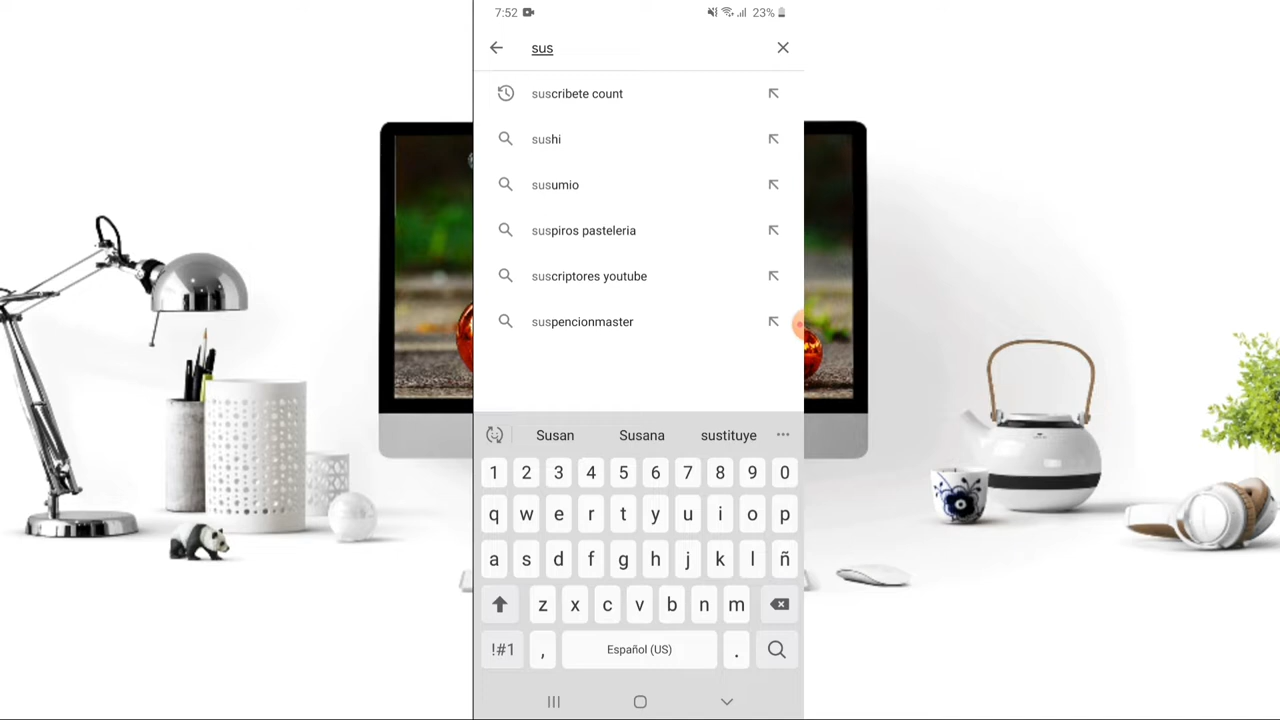 7:52 23%
sus
suscribete count
sushi
susumio
suspiros pasteleria
suscriptores youtube
suspencionmaster
Susan Susana sustituye
1 2 3 4 5 6 7 8 9 0
q w e r t y u i o p
a s d f g h j k l ñ
z x c v b n m
!#1 , Español (US) .